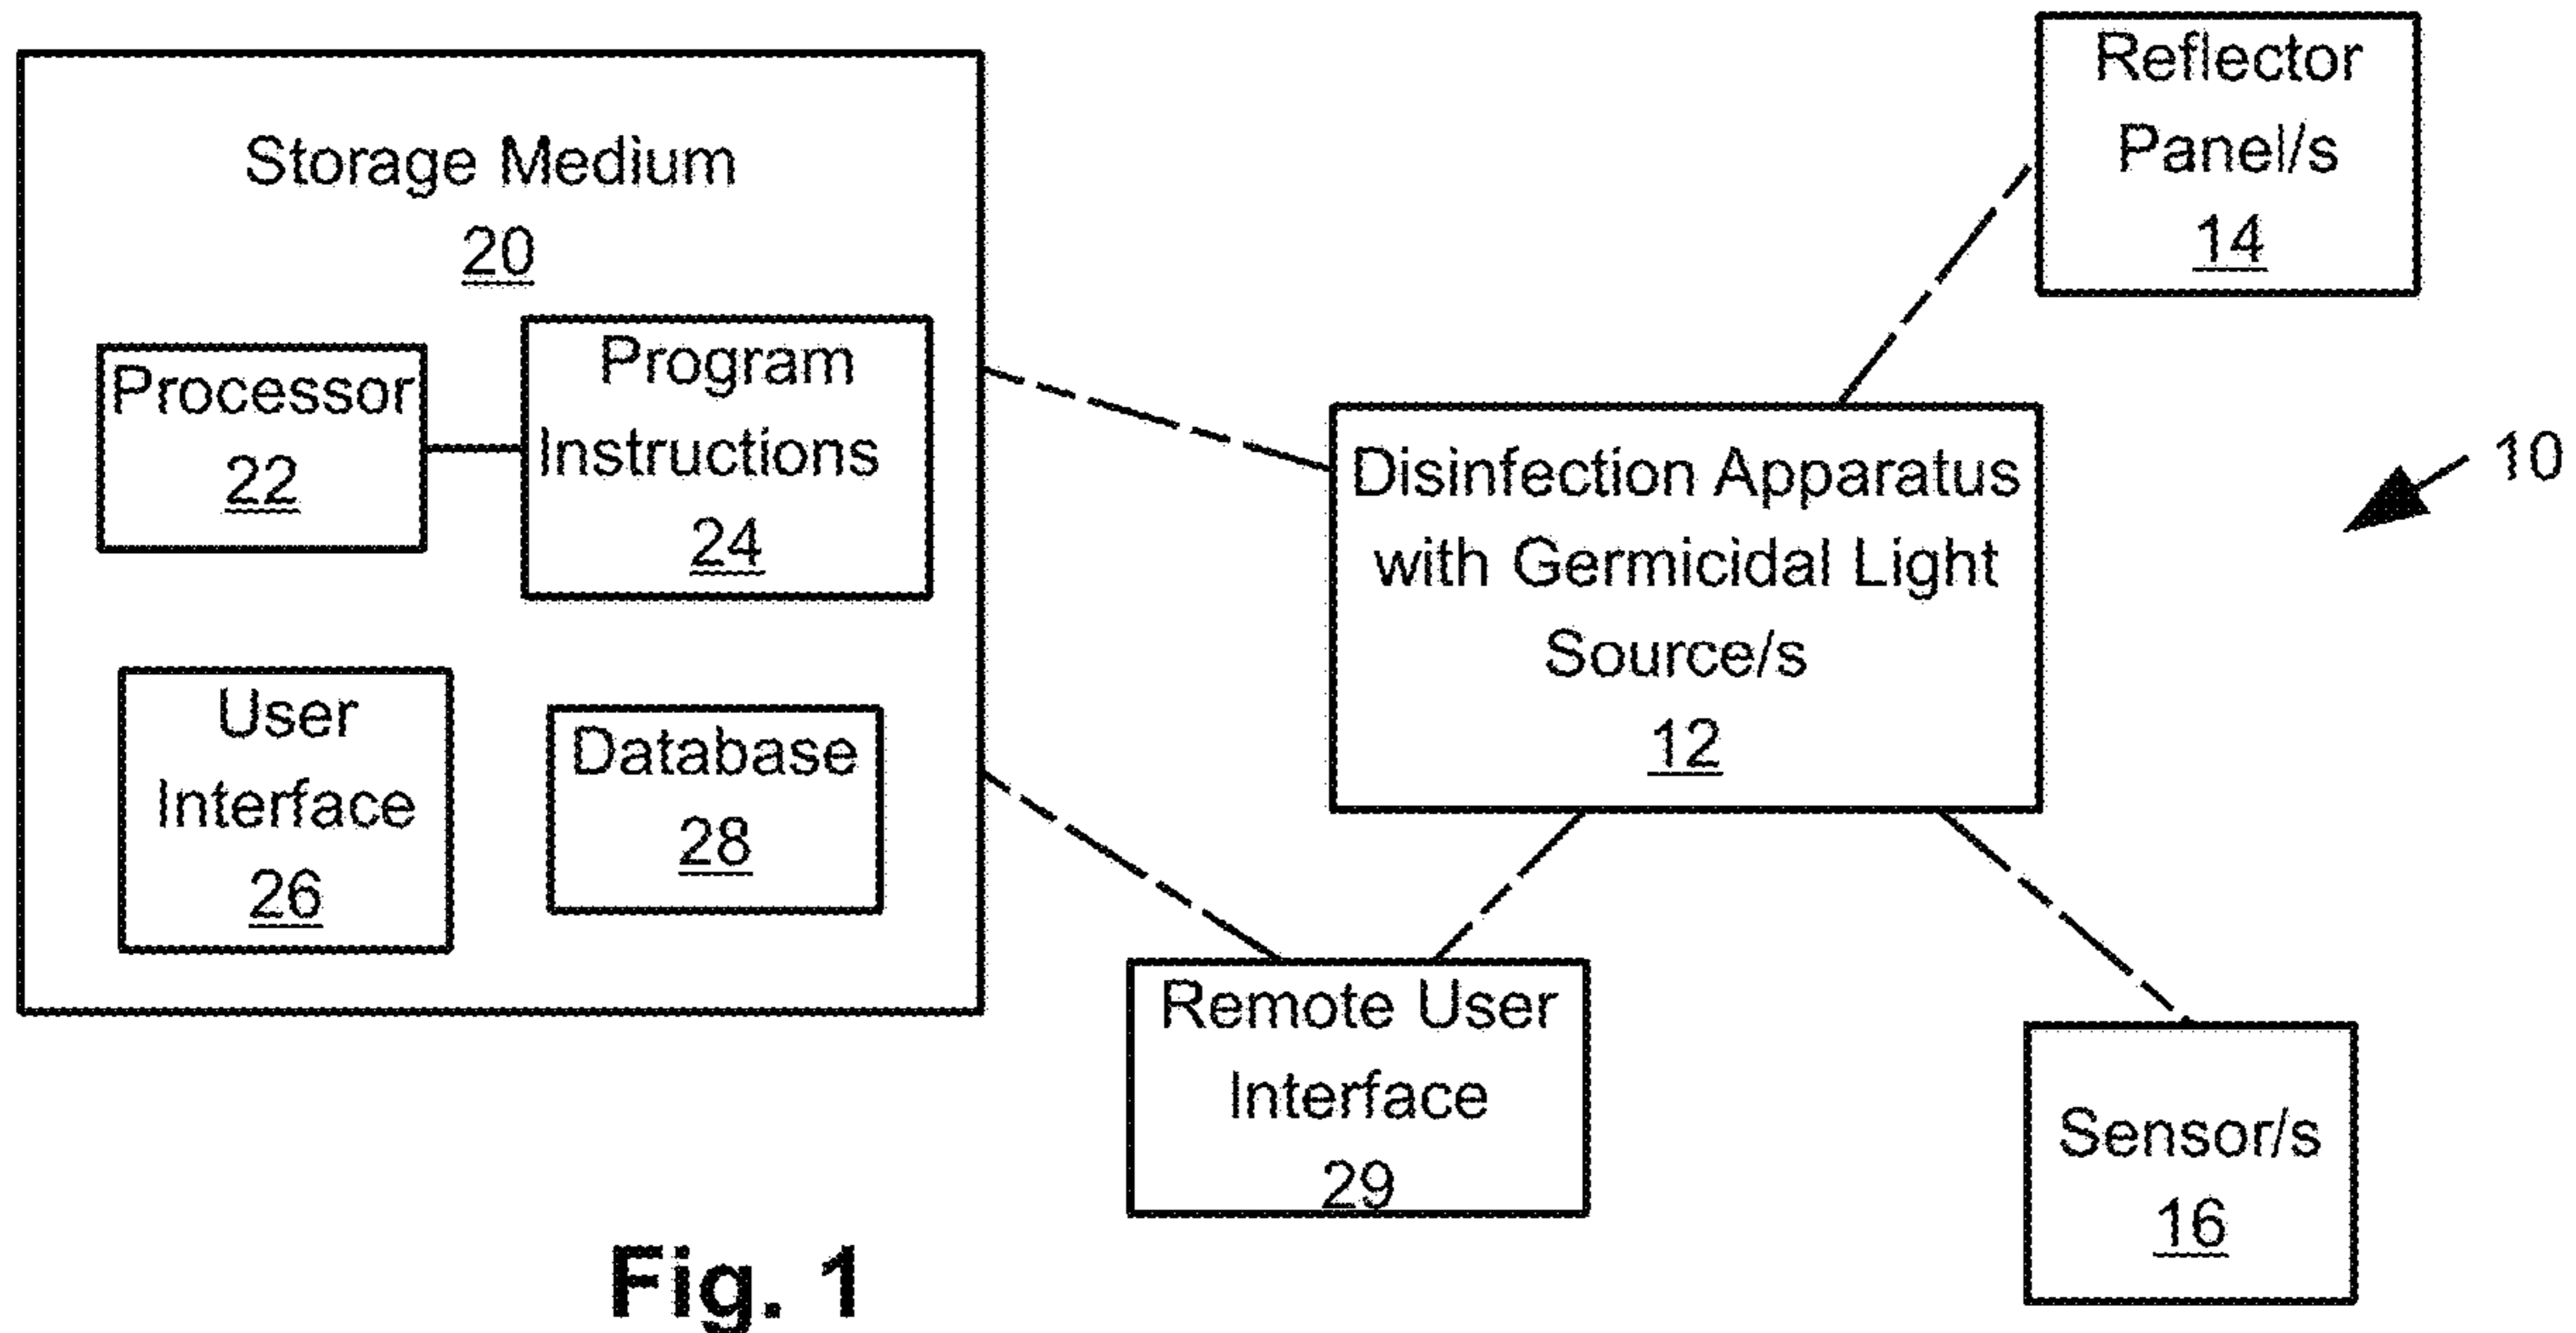 Storage Medium
20
Processor
22
Program
Instructions
24
User
Interface
26
Database
28
Reflector
Panel/s
14
Disinfection Apparatus
with Germicidal Light
Source/s
12
10
Remote User
Interface
29
Sensor/s
16
Fig. 1